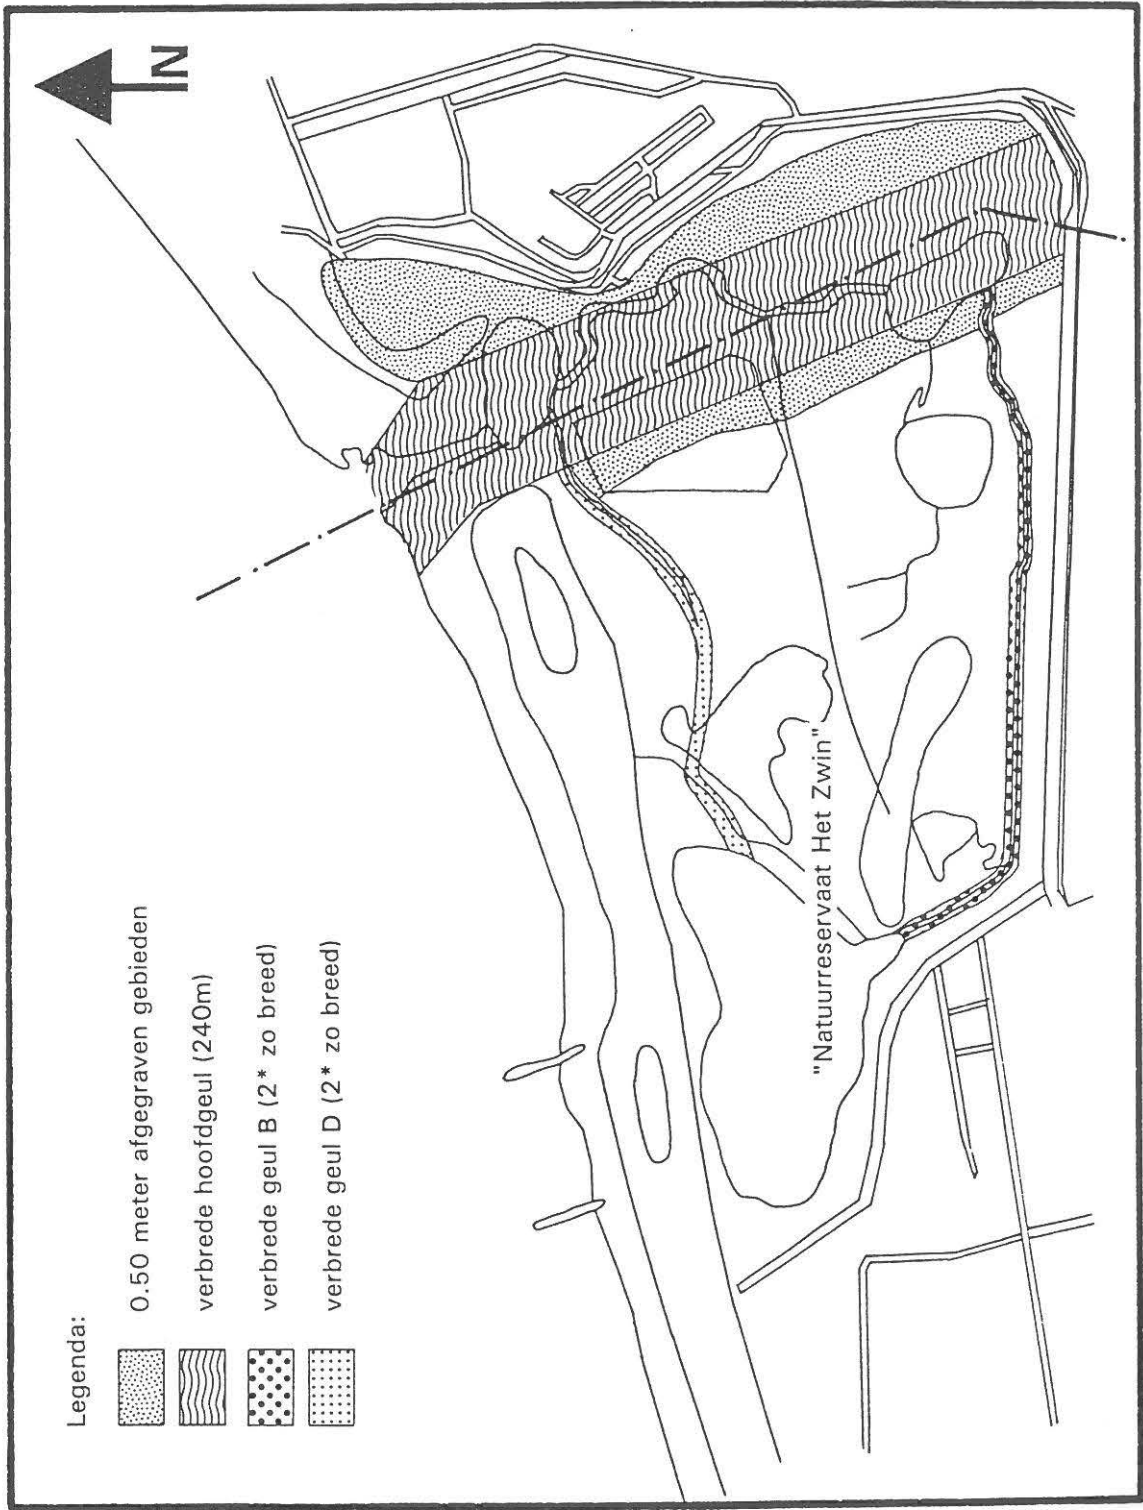 N
Legenda:
0.50 meter afgegraven gebieden
verbrede hoofdgeul (240m)
verbrede geul B (2* zo breed)
verbrede geul D (2* zo breed)
"Natuurreservaat Het Zwin"